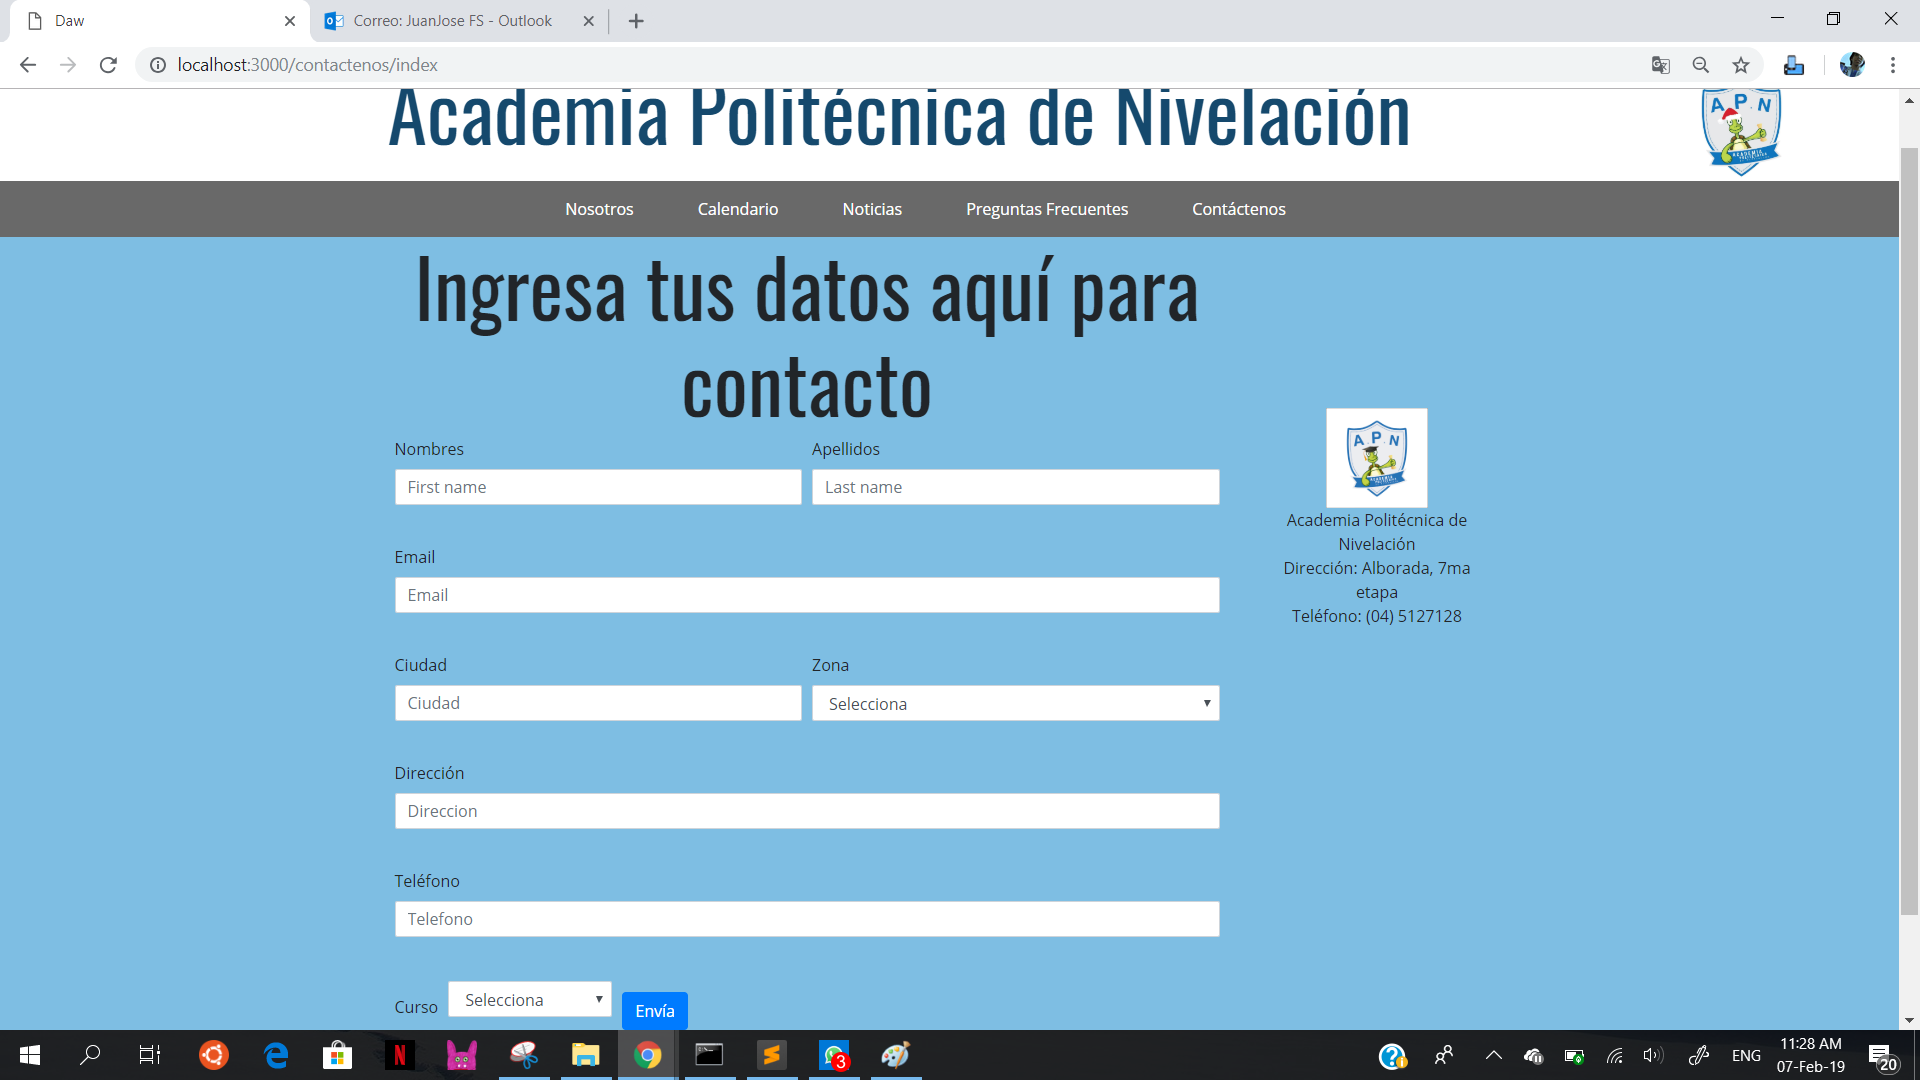 Daw
Correo: JuanJose FS - Outlook
localhost:3000/contactenos/index
Academia Politécnica de Nivelación
A.P.N
Nosotros Calendario Noticias Preguntas Frecuentes Contáctenos
Ingresa tus datos aquí para
contacto
Nombres Apellidos
First name Last name
Email
Email
Ciudad Zona
Ciudad Selecciona
Dirección
Direccion
Teléfono
Telefono
Curso Selecciona Envía
A.P.N
ACADEMIA
Academia Politécnica de
Nivelación
Dirección: Alborada, 7ma
etapa
Teléfono: (04) 5127128
N
3
ENG
11:28 AM
07-Feb-19
20